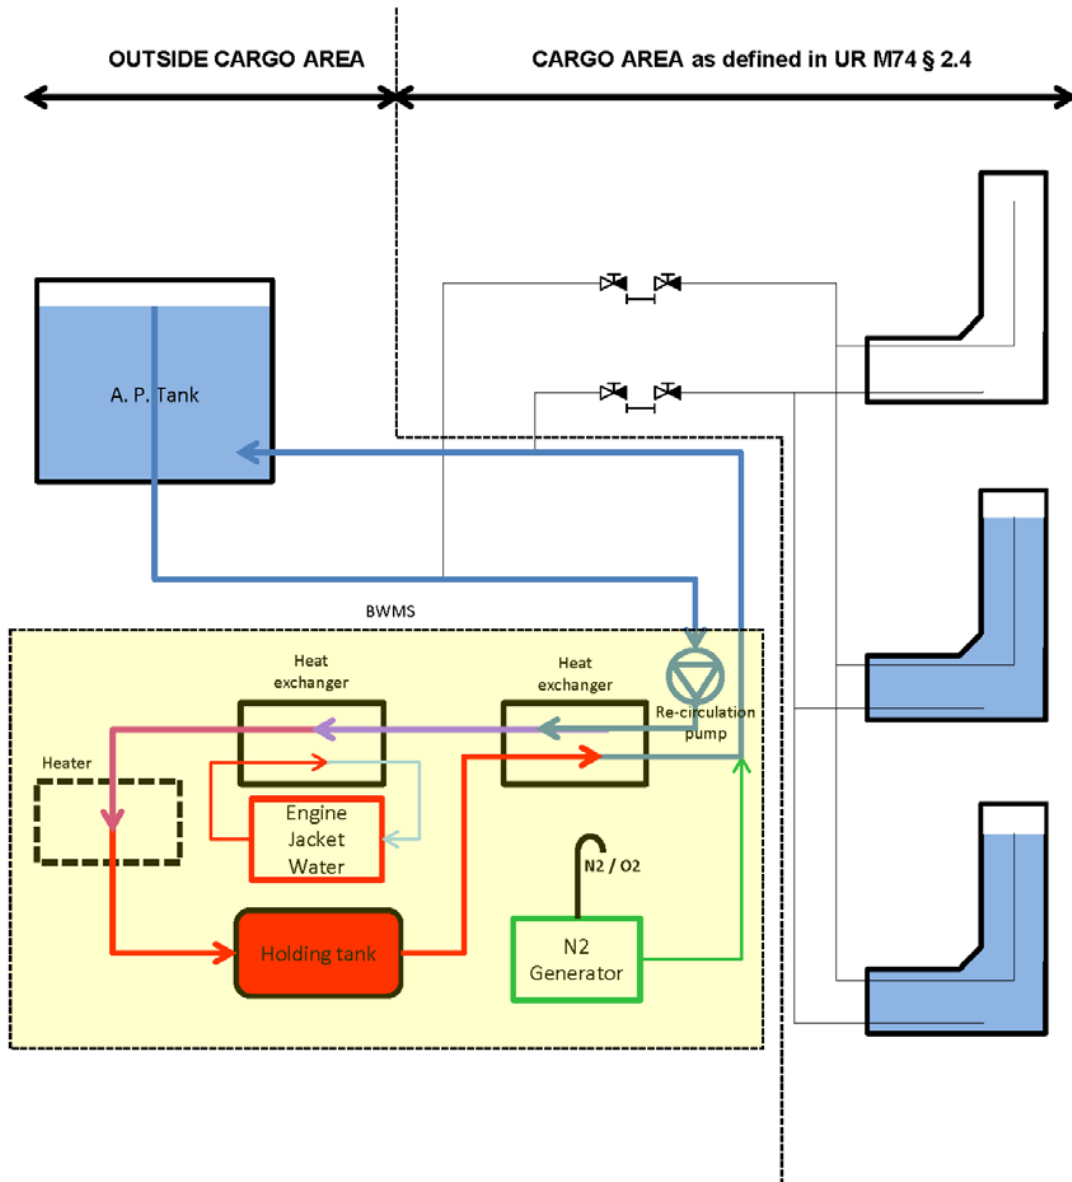 OUTSIDE CARGO AREA
CARGO AREA as defined in UR M74 § 2.4
A. P. Tank
BWMS
Heat
exchanger
Heat
exchanger
Re-circulation
pump
Heater
Engine
Jacket
Water
N2 / O2
Holding tank
N2
Generator